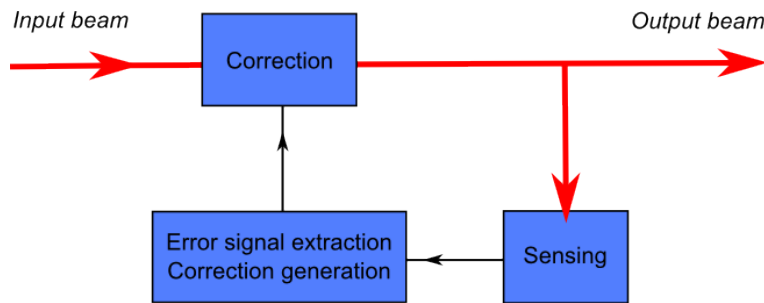 Input beam
Output beam
Correction
Error signal extraction
Correction generation
Sensing